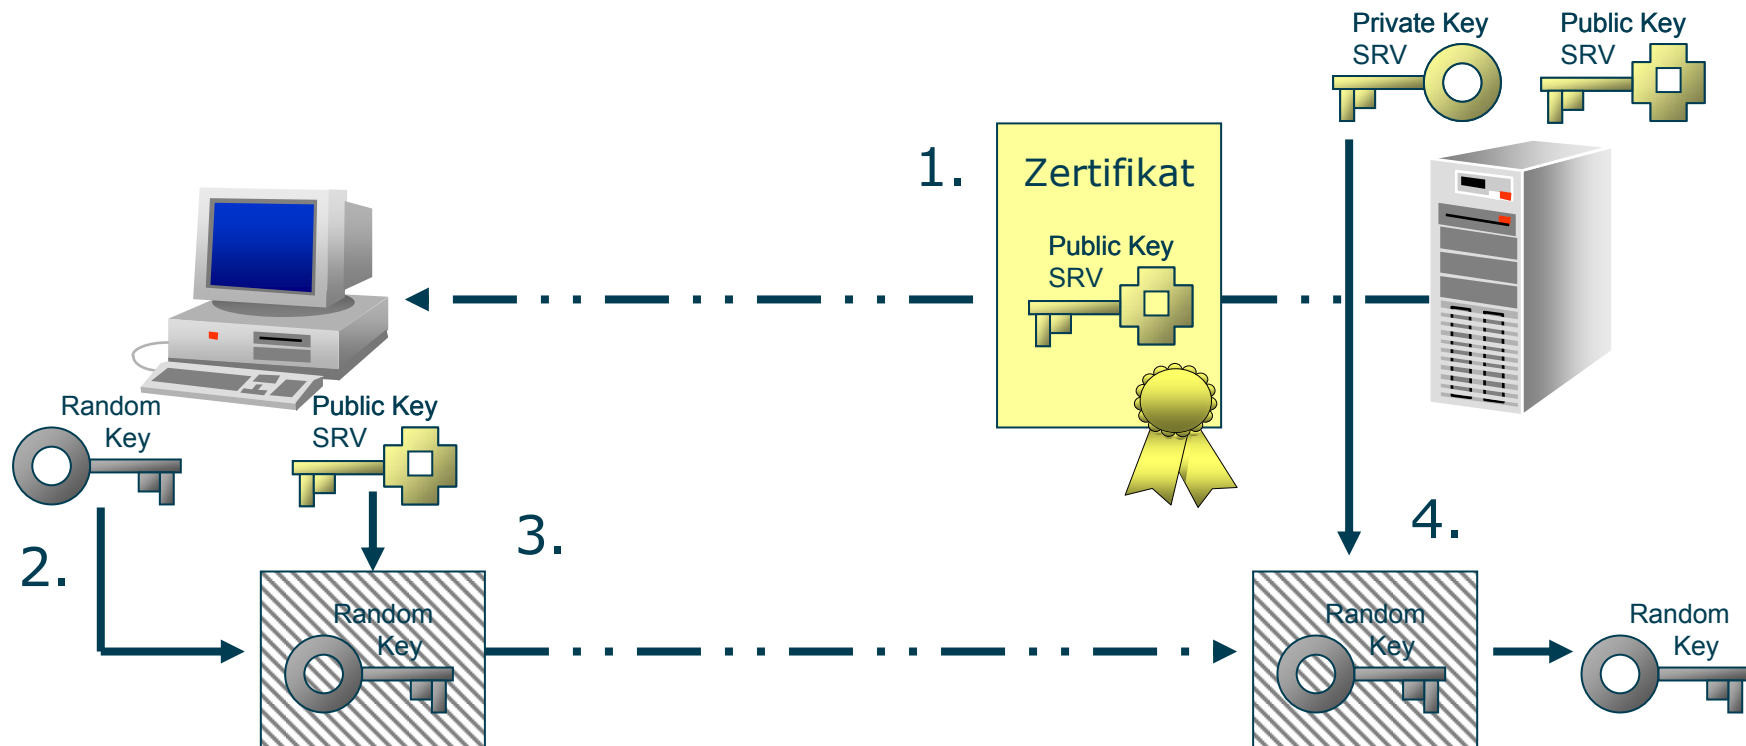 Private Key
SRV
Public Key
SRV
1.
Zertifikat
Public Key
SRV
Random
Key
Public Key
SRV
2.
3.
4.
Random
Key
Random
Key
Random
Key